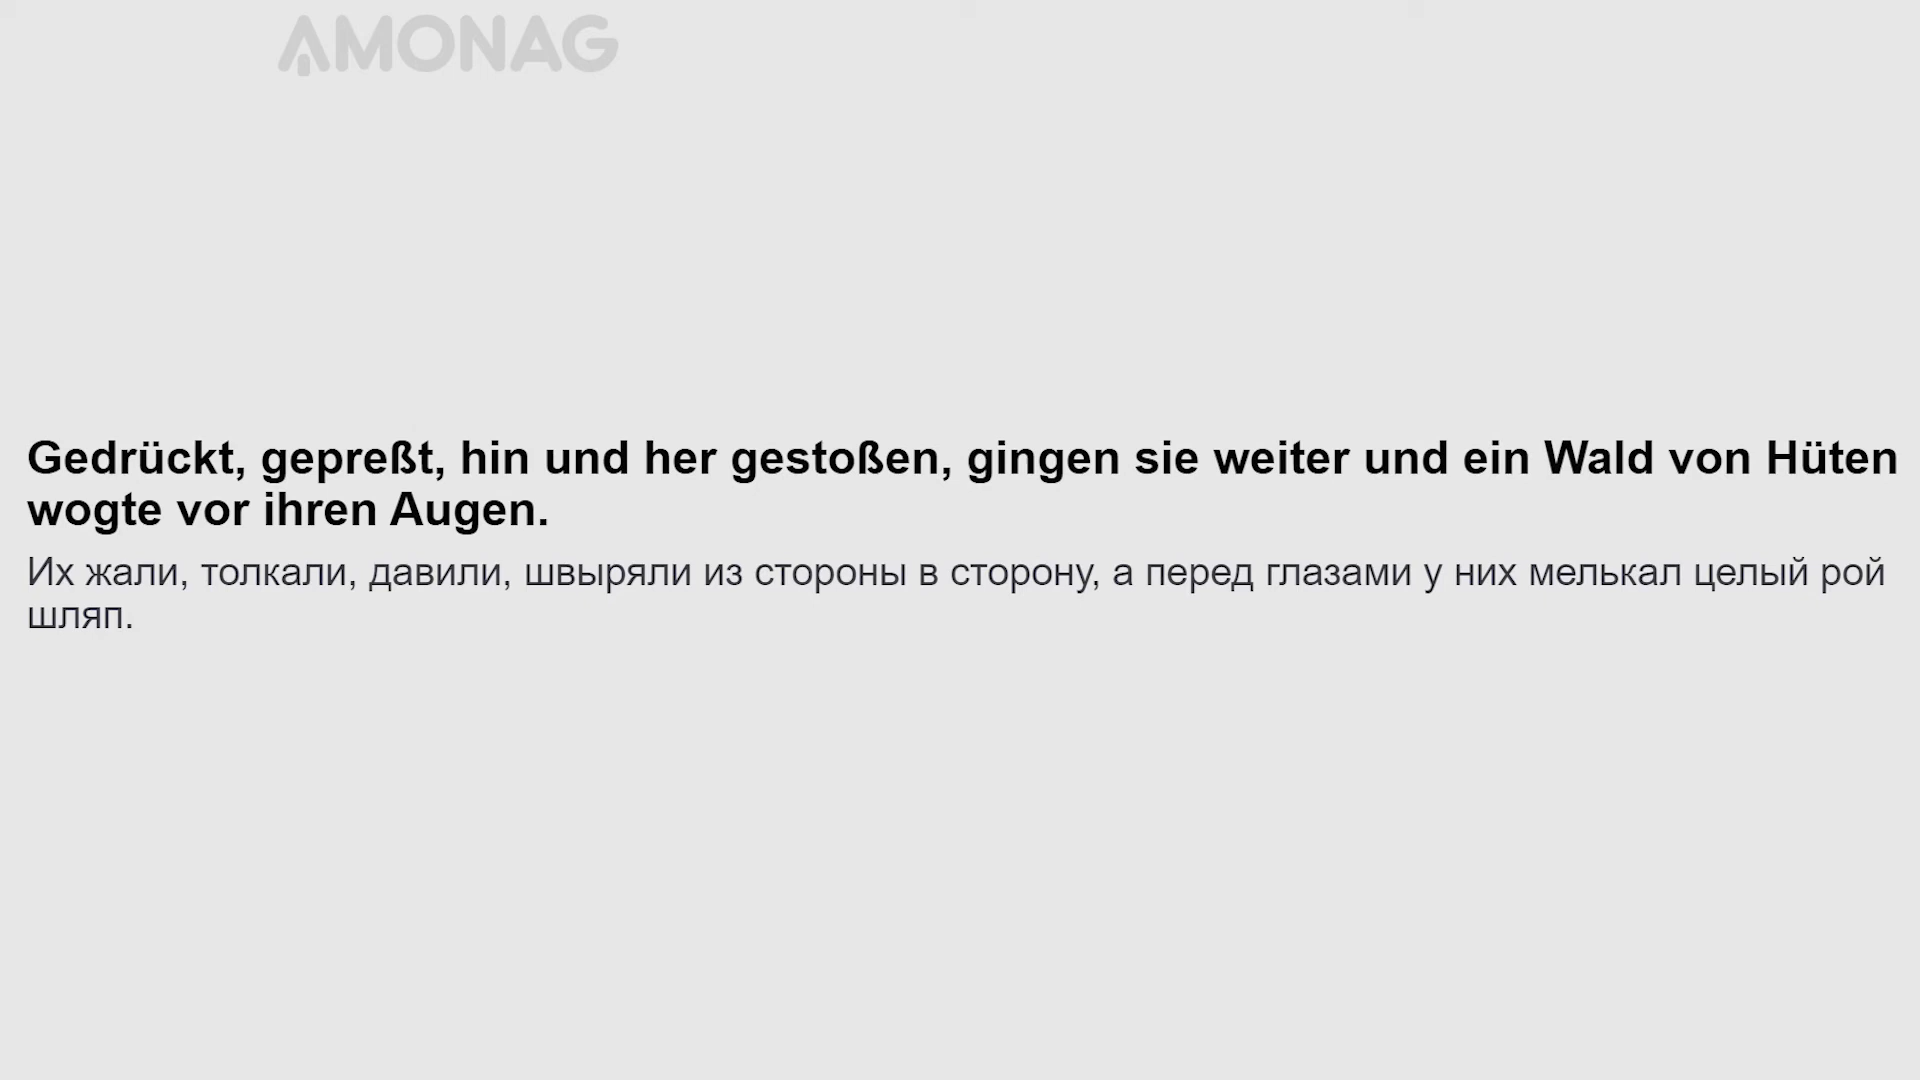 AMONAG
Gedrückt, gepreßt, hin und her gestoßen, gingen sie weiter und ein Wald von Hüten
wogte vor ihren Augen.
Их жали, толкали, давили, швыряли из стороны в сторону, а перед глазами у них мелькал целый рой
шляп.